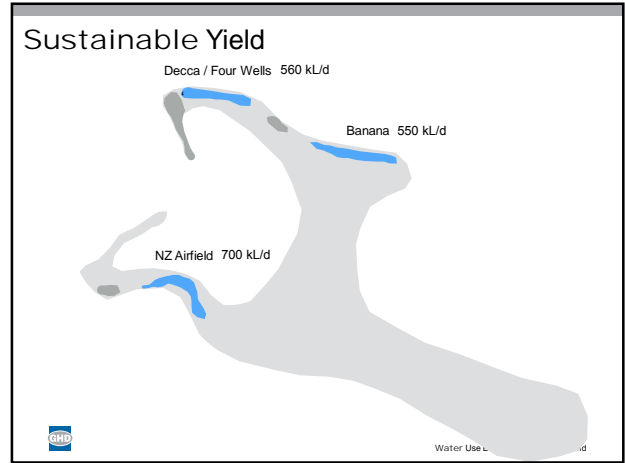 Sustainable Yield
Decca / Four Wells 560 kL/d
Banana 550 kL/d
NZ Airfield 700 kL/d
GHD
Water Use